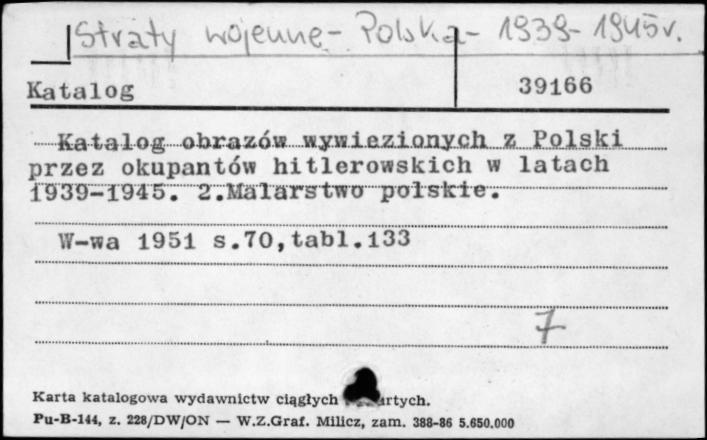 Straty wojenne - Polska - 1939-1945 r.
Katalog 39166
Katalog obrazów wywiezionych z Polski
przez okupantów hitlerowskich w latach
1939-1945. 2.Malarstwo polskie.
W-wa 1951 s.70,tabl.133
7
Karta katalogowa wydawnictw ciągłych
Pu-B-144, z. 228/DW/ON — W.Z.Graf. Milicz, zam. 388-86 5.650.000